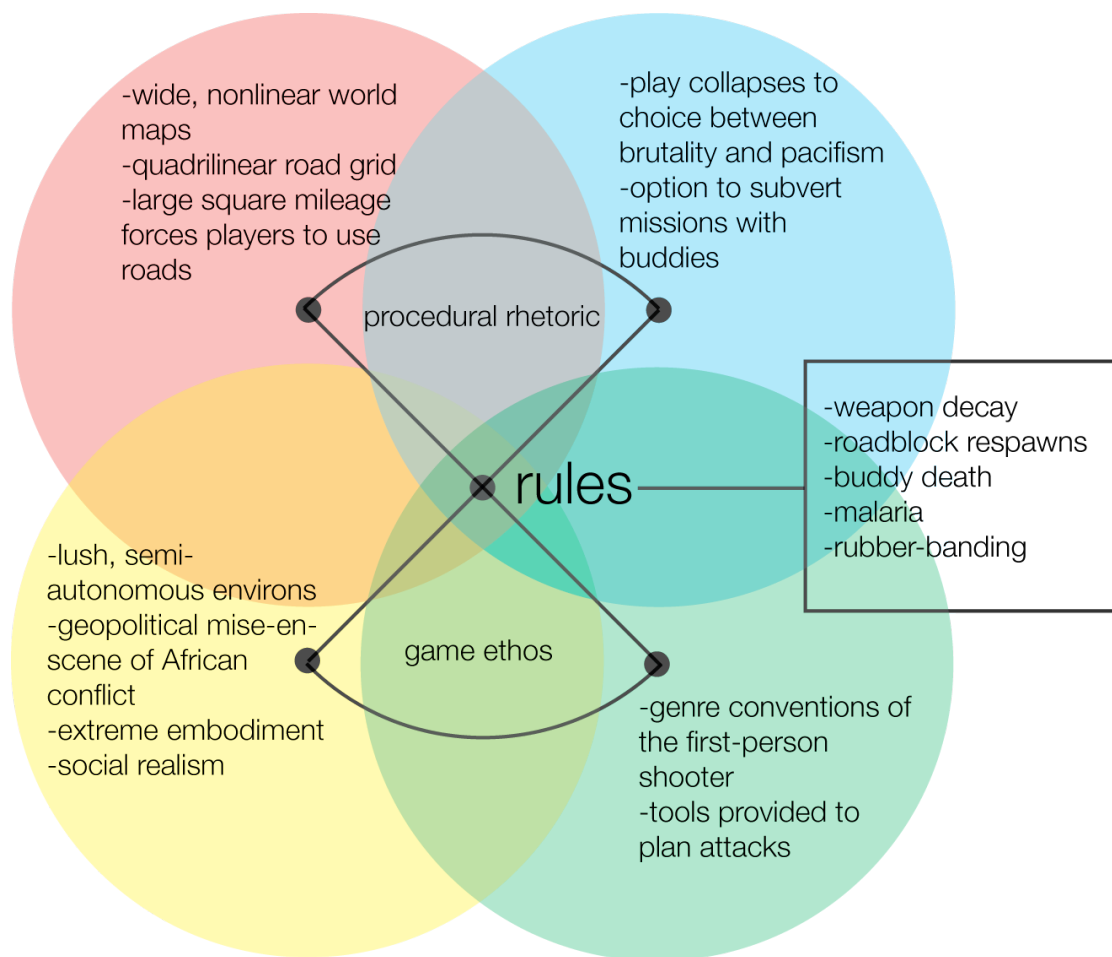 -wide, nonlinear world
maps
-quadrilinear road grid
-large square mileage
forces players to use
roads
-play collapses to
choice between
brutality and pacifism
-option to subvert
missions with
buddies
procedural rhetoric
rules
-weapon decay
-roadblock respawns
-buddy death
-malaria
-rubber-banding
-lush, semi-
autonomous environs
-geopolitical mise-en-
scene of African
conflict
-extreme embodiment
-social realism
game ethos
-genre conventions of
the first-person
shooter
-tools provided to
plan attacks